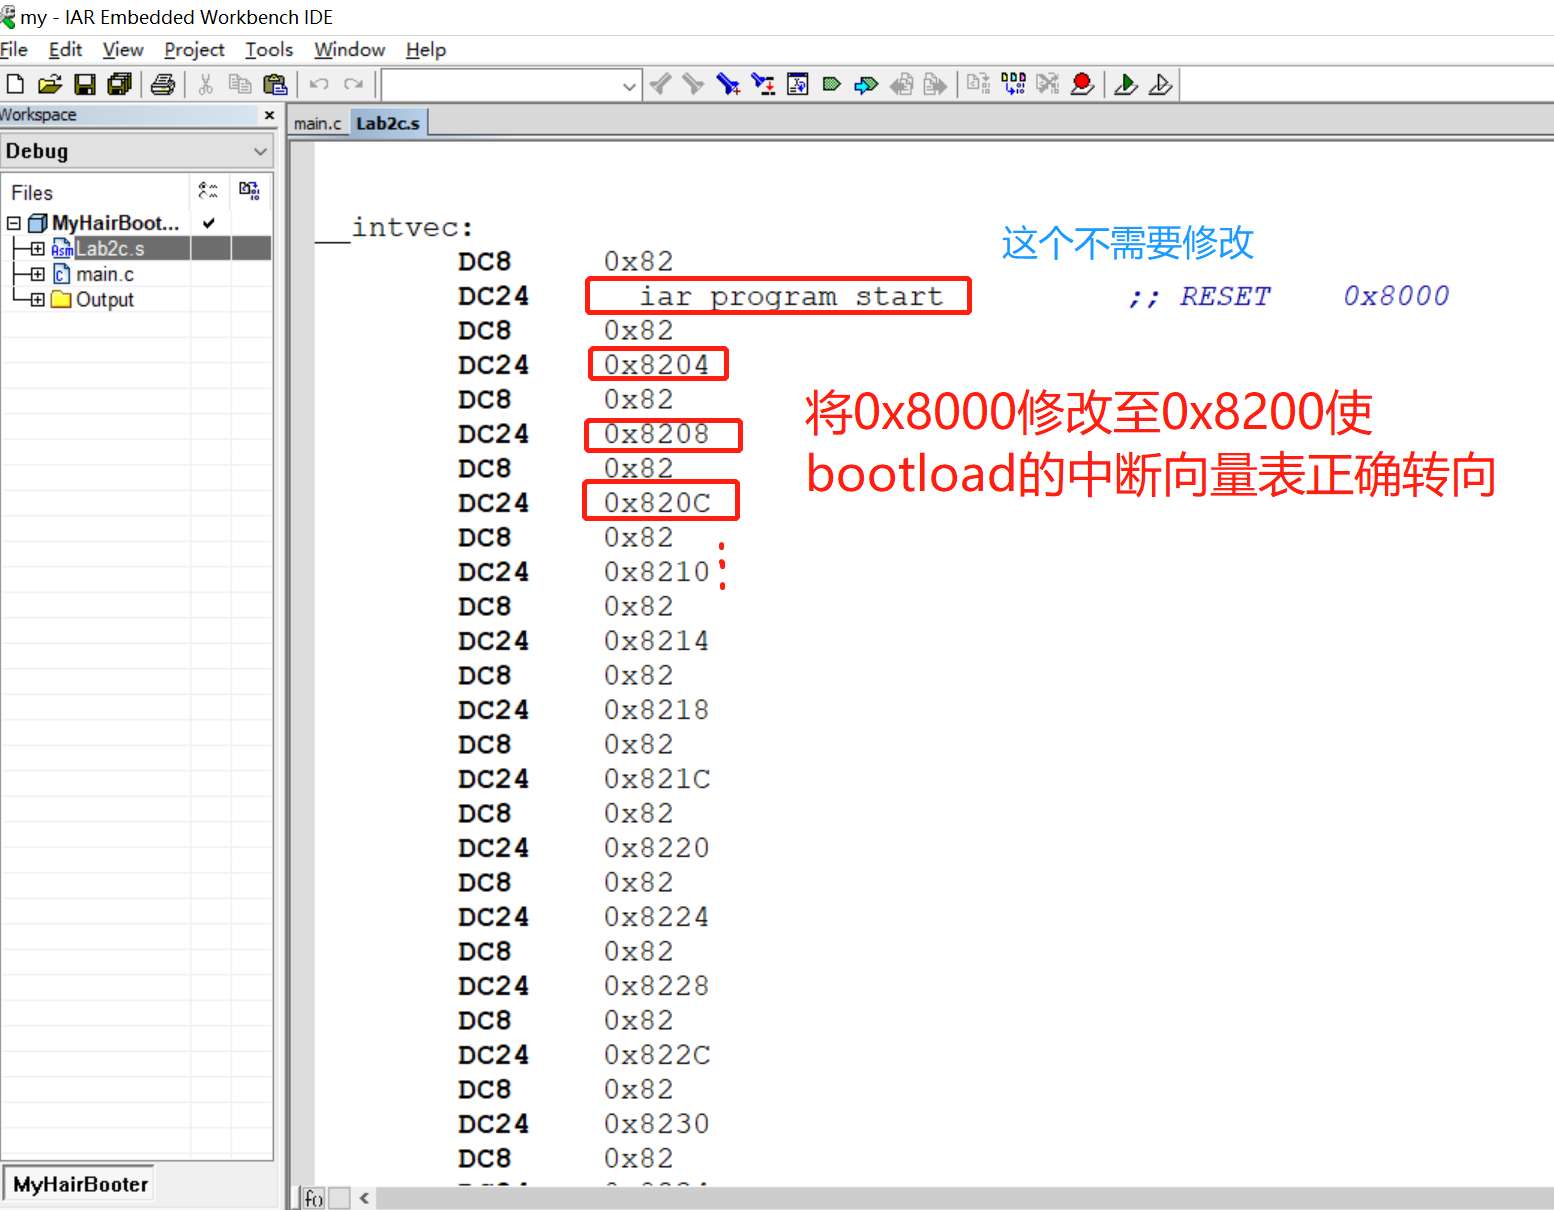 my - IAR Embedded Workbench IDE
File Edit View Project Tools Window Help
Workspace
main.c Lab2c.s
Debug
Files
MyHairBoot...
Lab2c.s
main.c
Output
__intvec:
这个不需要修改
DC8 0x82
DC24 iar program start ;; RESET 0x8000
DC8 0x82
DC24 0x8204
DC8 0x82
将0x8000修改至0x8200使
DC24 0x8208
DC8 0x82
bootload的中断向量表正确转向
DC24 0x820C
DC8 0x82
DC24 0x8210
DC8 0x82
DC24 0x8214
DC8 0x82
DC24 0x8218
DC8 0x82
DC24 0x821C
DC8 0x82
DC24 0x8220
DC8 0x82
DC24 0x8224
DC8 0x82
DC24 0x8228
DC8 0x82
DC24 0x822C
DC8 0x82
DC24 0x8230
DC8 0x82
MyHairBooter